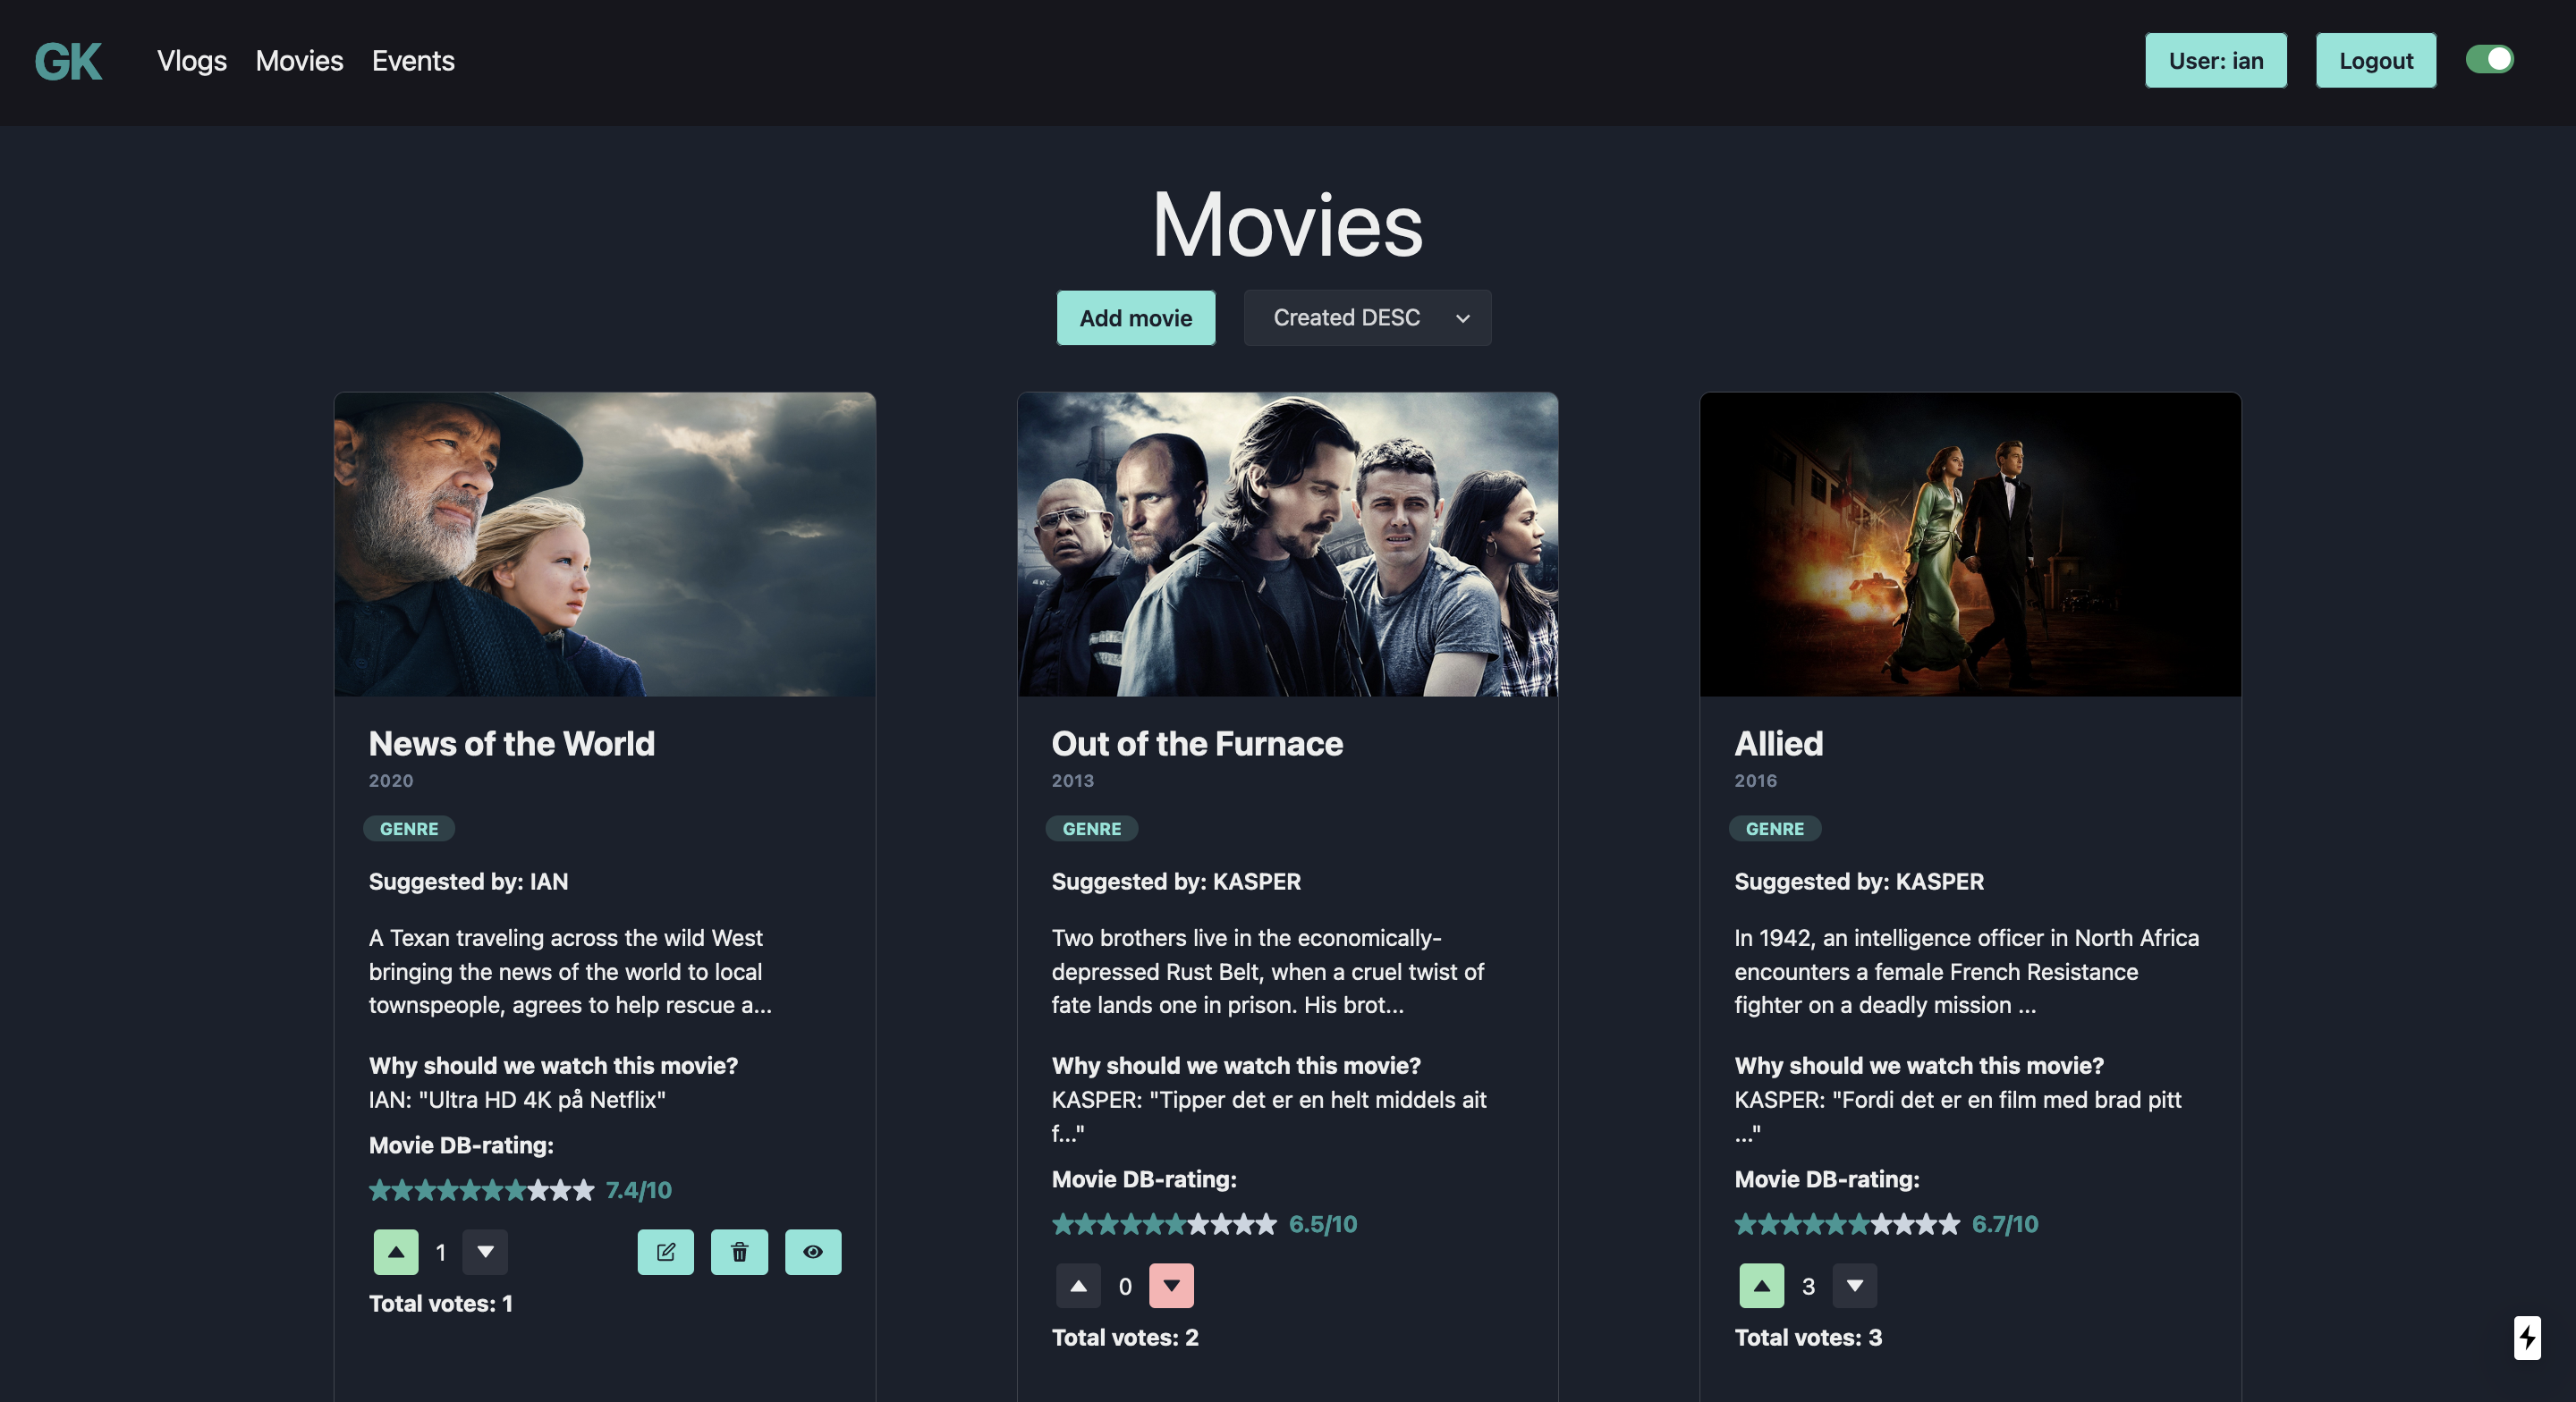 GK
Vlogs
Movies
Events
User: ian
Logout
Movies
Add movie
Created DESC
News of the World
2020
GENRE
Suggested by: IAN
A Texan traveling across the wild West
bringing the news of the world to local
townspeople, agrees to help rescue a...
Why should we watch this movie?
IAN: "Ultra HD 4K på Netflix"
Movie DB-rating:
7.4/10
1
Total votes: 1
Out of the Furnace
2013
GENRE
Suggested by: KASPER
Two brothers live in the economically-
depressed Rust Belt, when a cruel twist of
fate lands one in prison. His brot...
Why should we watch this movie?
KASPER: "Tipper det er en helt middels ait
f..."
Movie DB-rating:
6.5/10
0
Total votes: 2
Allied
2016
GENRE
Suggested by: KASPER
In 1942, an intelligence officer in North Africa
encounters a female French Resistance
fighter on a deadly mission ...
Why should we watch this movie?
KASPER: "Fordi det er en film med brad pitt
..."
Movie DB-rating:
6.7/10
3
Total votes: 3